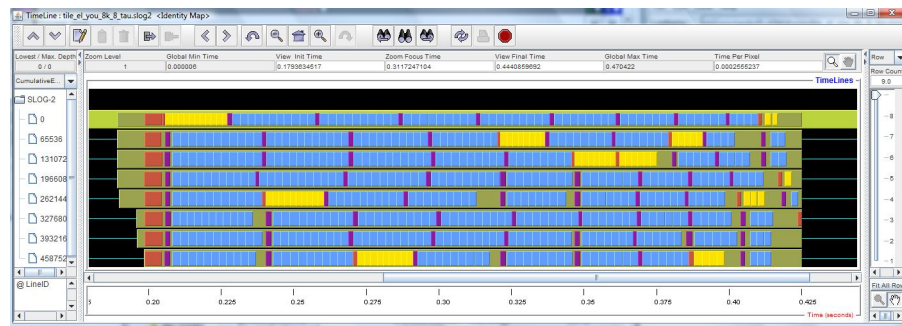 TimeLine : tile_el_you_8k_8_tau.slog2 <Identity Map>
Lowest / Max. Depth Zoom Level Global Min Time View Init Time Zoom Focus Time View Final Time Global Max Time Time Per Pixel Row
0 / 0 1 0.000006 0.1793634517 0.3117247104 0.4440859692 0.470422 0.0002555237 Row Count
9.0
CumulativeE... TimeLines
SLOG-2
0
65536
131072
196608
262144
327680
393216
458752
8
7
6
5
4
3
2
1
@ LineID Fit All Row
5 0.20 0.225 0.25 0.275 0.30 0.325 0.35 0.375 0.40 0.425
Time (seconds)